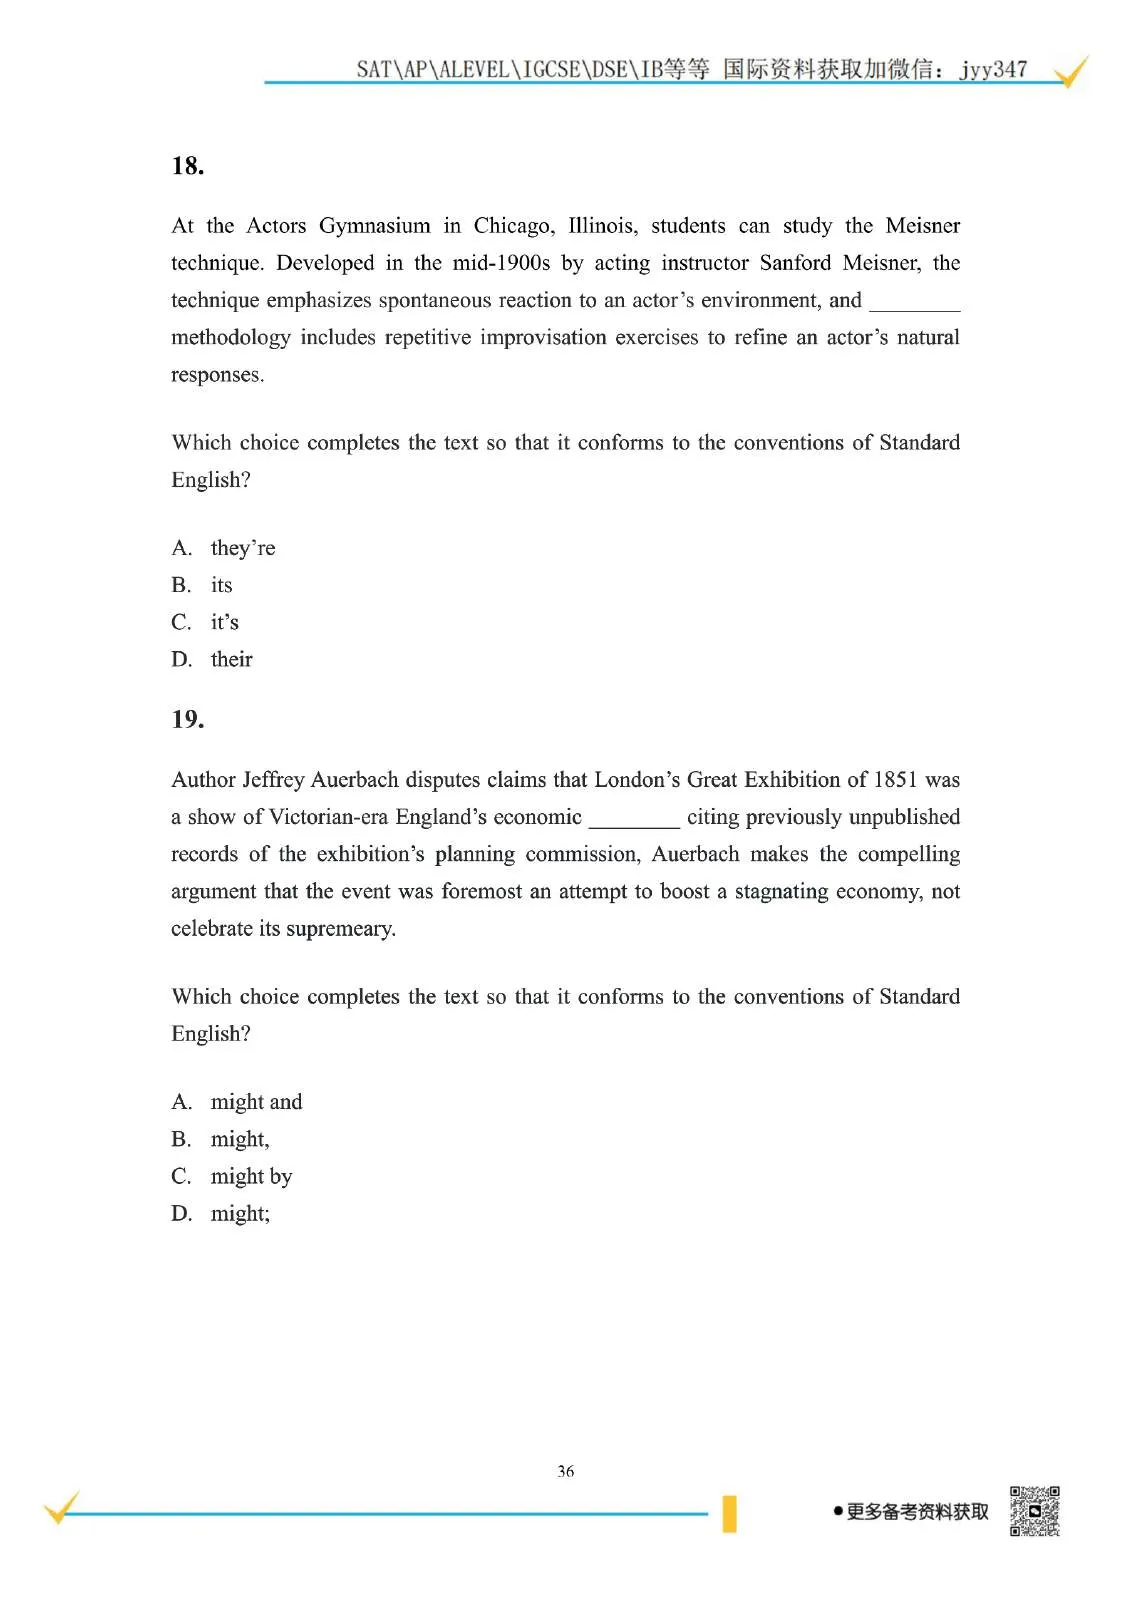 SAT\AP\ALEVEL\IGCSE\DSE\IB等等 国际资料获取加微信：jyy347
18.
At the Actors Gymnasium in Chicago, Illinois, students can study the Meisner
technique. Developed in the mid-1900s by acting instructor Sanford Meisner, the
technique emphasizes spontaneous reaction to an actor’s environment, and ________
methodology includes repetitive improvisation exercises to refine an actor’s natural
responses.
Which choice completes the text so that it conforms to the conventions of Standard
English?
A. they’re
B. its
C. it’s
D. their
19.
Author Jeffrey Auerbach disputes claims that London’s Great Exhibition of 1851 was
a show of Victorian-era England’s economic ________ citing previously unpublished
records of the exhibition’s planning commission, Auerbach makes the compelling
argument that the event was foremost an attempt to boost a stagnating economy, not
celebrate its supremeary.
Which choice completes the text so that it conforms to the conventions of Standard
English?
A. might and
B. might,
C. might by
D. might;
36
●更多备考资料获取